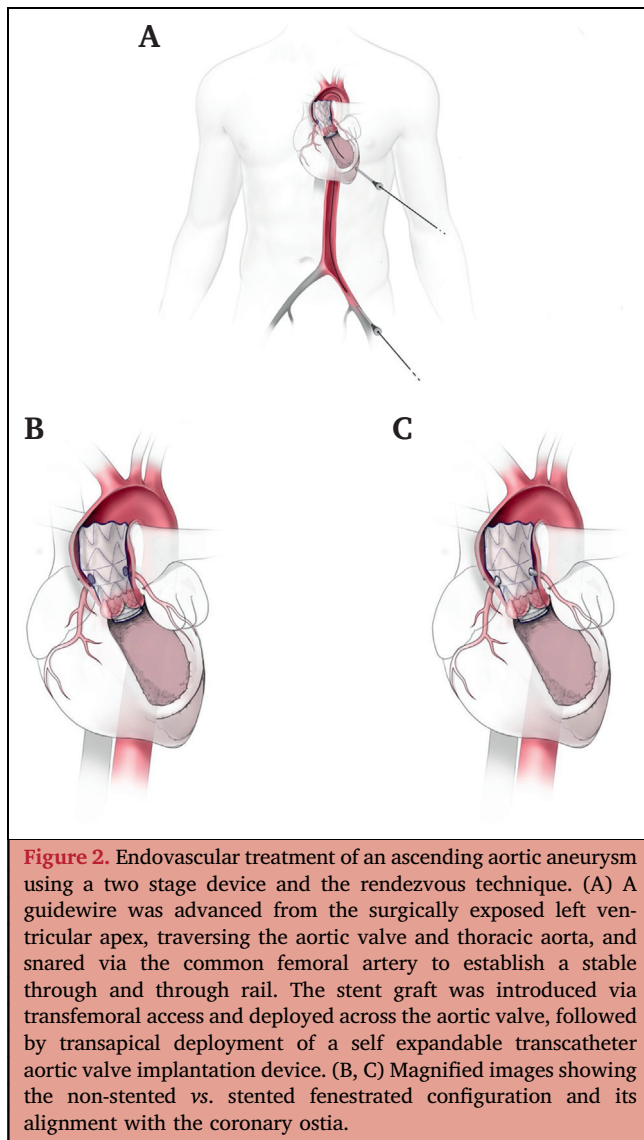 A
B
C
Figure 2. Endovascular treatment of an ascending aortic aneurysm
using a two stage device and the rendezvous technique. (A) A
guidewire was advanced from the surgically exposed left ven-
tricular apex, traversing the aortic valve and thoracic aorta, and
snared via the common femoral artery to establish a stable
through and through rail. The stent graft was introduced via
transfemoral access and deployed across the aortic valve, followed
by transapical deployment of a self expandable transcatheter
aortic valve implantation device. (B, C) Magnified images showing
the non-stented vs. stented fenestrated configuration and its
alignment with the coronary ostia.